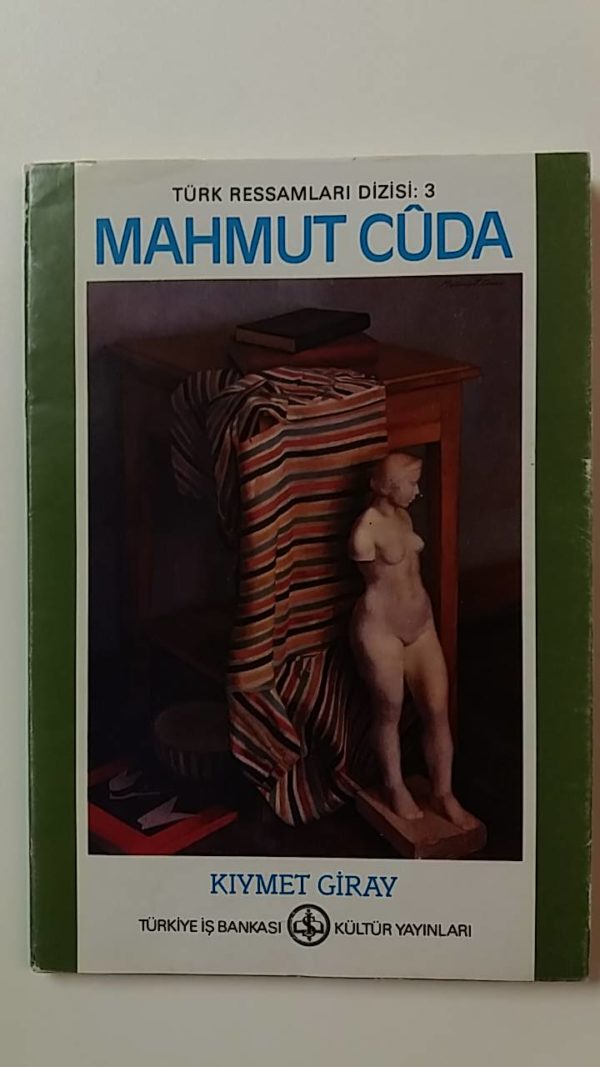 TÜRK RESSAMLARI DİZİSİ: 3
MAHMUT CÛDA
KIYMET GİRAY
TÜRKİYE İŞ BANKASI KÜLTÜR YAYINLARI